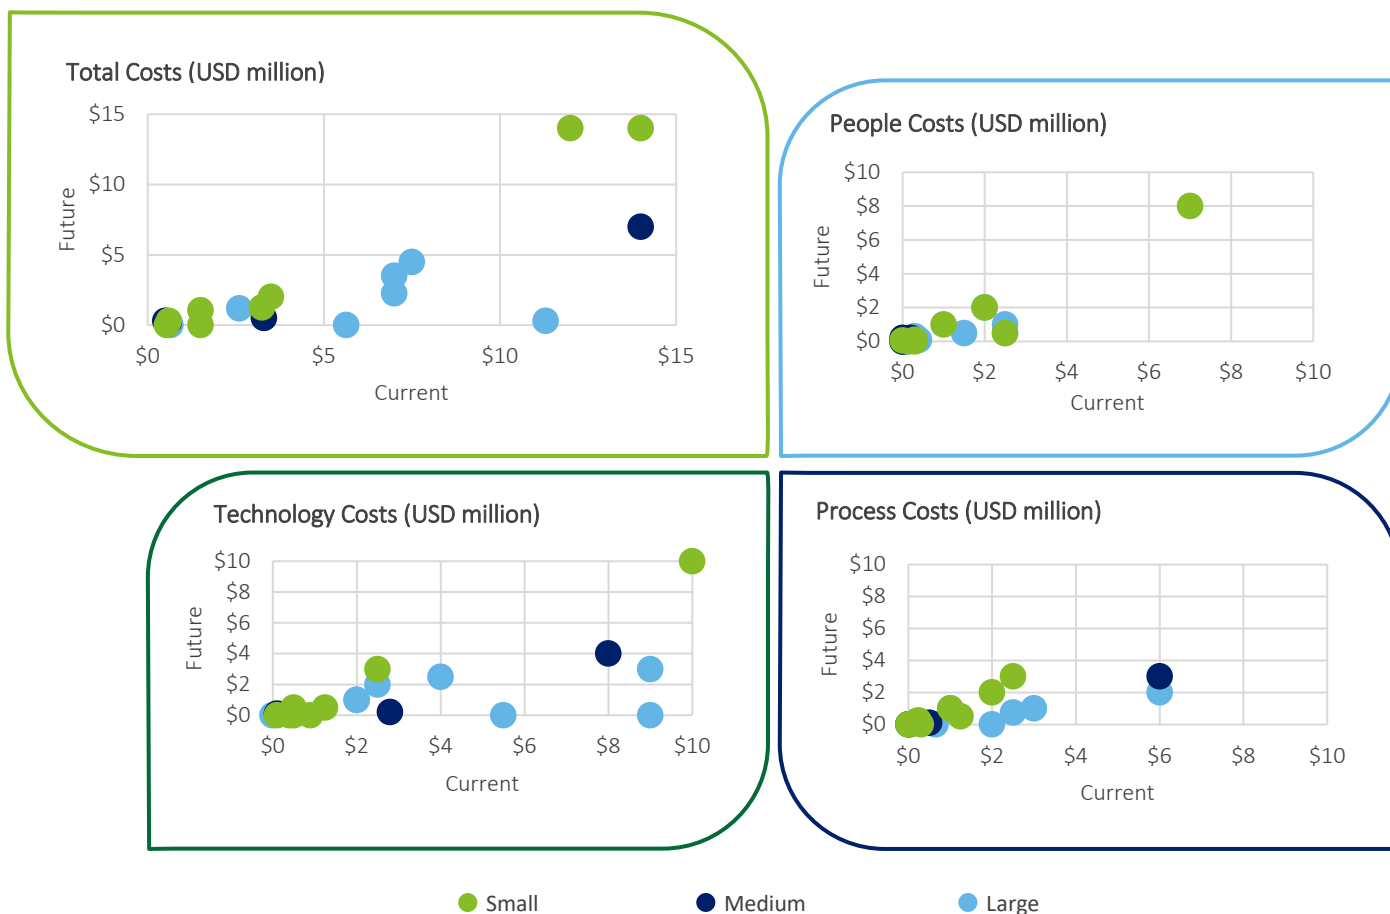 Total Costs (USD million)
$15
$10
$5
$0
Future
$0 $5 $10 $15
Current
People Costs (USD million)
$10
$8
$6
$4
$2
$0
Future
$0 $2 $4 $6 $8 $10
Current
Technology Costs (USD million)
$10
$8
$6
$4
$2
$0
Future
$0 $2 $4 $6 $8 $10
Current
Process Costs (USD million)
$10
$8
$6
$4
$2
$0
Future
$0 $2 $4 $6 $8 $10
Current
Small Medium Large